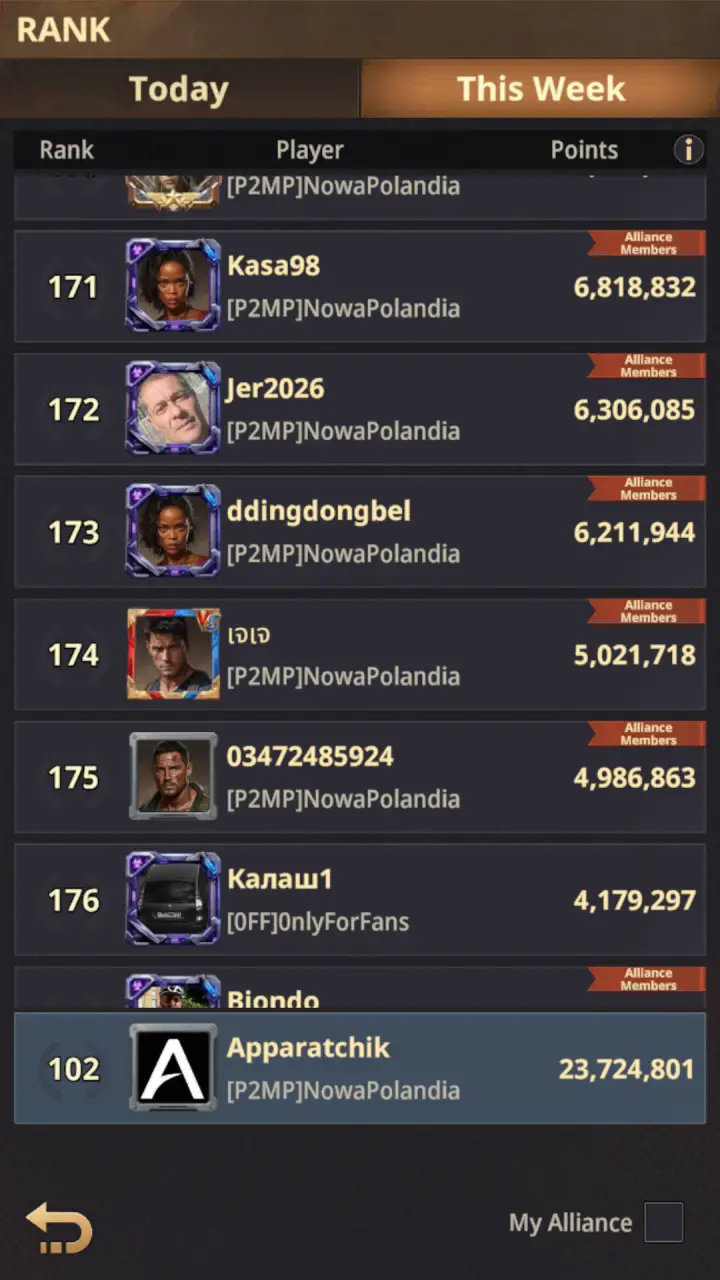 RANK
Today
This Week
Rank
Player
Points
[P2MP]NowaPolandia
171
Kasa98
[P2MP]NowaPolandia
Alliance
Members
6,818,832
172
Jer2026
[P2MP]NowaPolandia
Alliance
Members
6,306,085
173
ddingdongbel
[P2MP]NowaPolandia
Alliance
Members
6,211,944
174
เจเจ
[P2MP]NowaPolandia
Alliance
Members
5,021,718
175
03472485924
[P2MP]NowaPolandia
Alliance
Members
4,986,863
176
Калаш1
[0FF]0nlyForFans
4,179,297
Biondo
Alliance
Members
102
Apparatchik
[P2MP]NowaPolandia
23,724,801
My Alliance